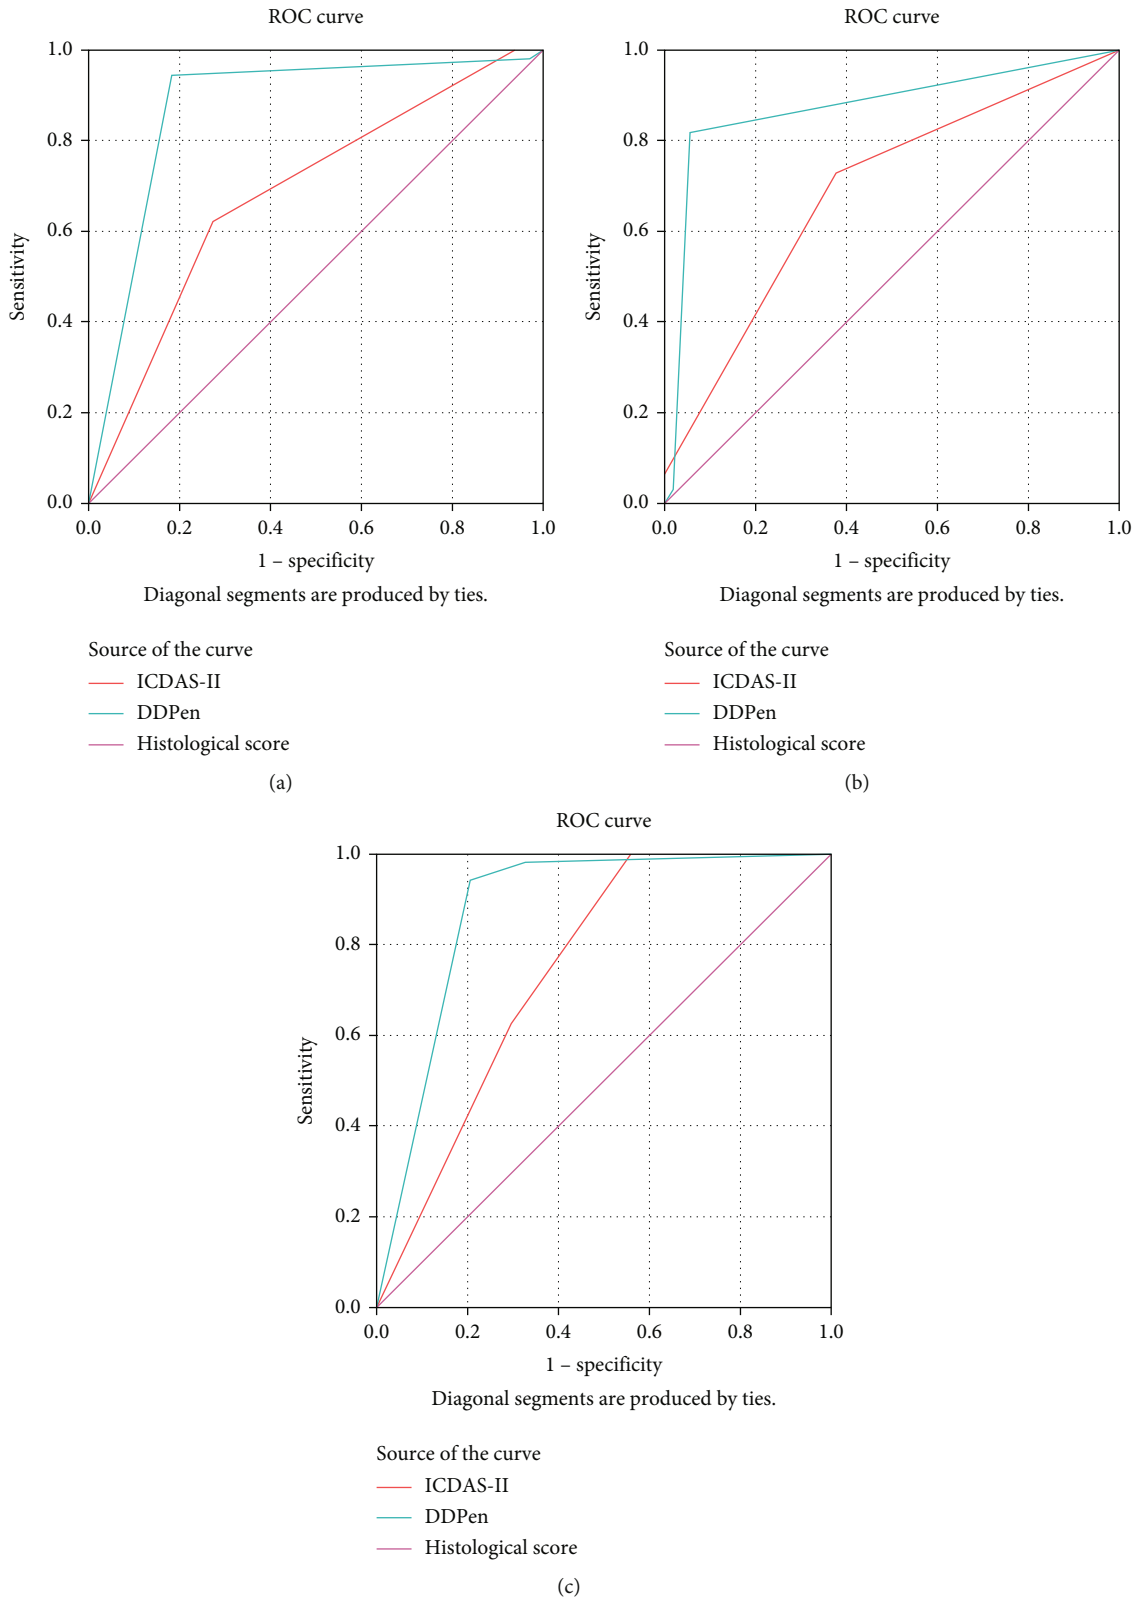 ROC curve
1.0
0.8
0.6
0.4
0.2
0.0
Sensitivity
0.0 0.2 0.4 0.6 0.8 1.0
1 – specificity
Diagonal segments are produced by ties.
Source of the curve
ICDAS-II
DDPen
Histological score
(a)
ROC curve
1.0
0.8
0.6
0.4
0.2
0.0
Sensitivity
0.0 0.2 0.4 0.6 0.8 1.0
1 – specificity
Diagonal segments are produced by ties.
Source of the curve
ICDAS-II
DDPen
Histological score
(b)
ROC curve
1.0
0.8
0.6
0.4
0.2
0.0
Sensitivity
0.0 0.2 0.4 0.6 0.8 1.0
1 – specificity
Diagonal segments are produced by ties.
Source of the curve
ICDAS-II
DDPen
Histological score
(c)